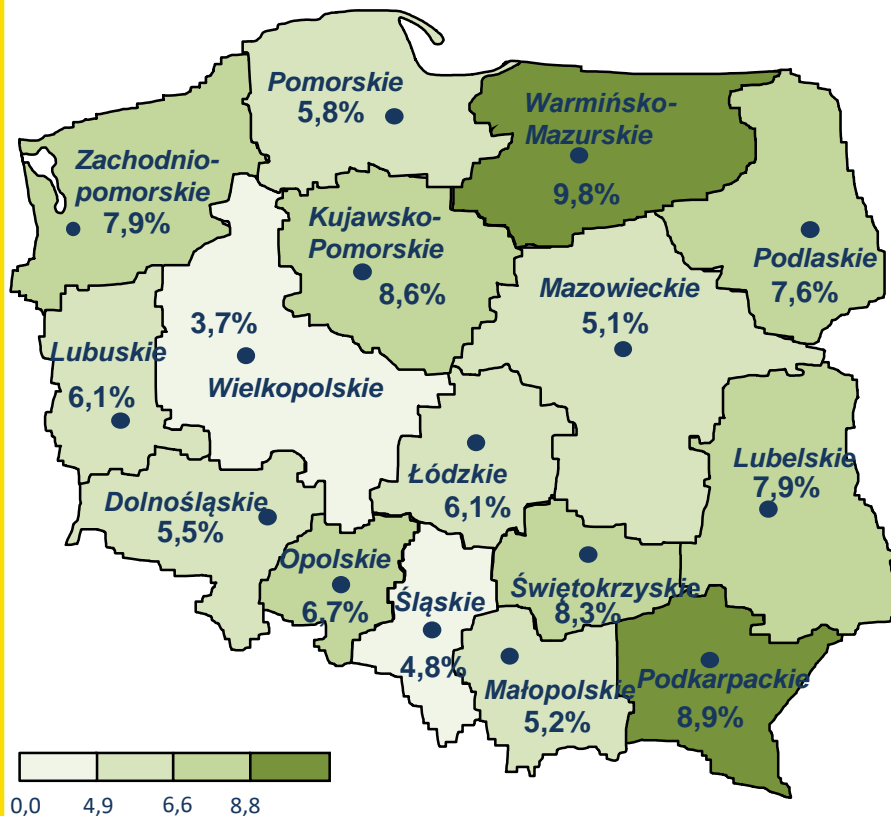 Pomorskie
5,8%
Warmińsko-
Mazurskie
9,8%
Zachodnio-
pomorskie
7,9%
Kujawsko-
Pomorskie
8,6%
Podlaskie
7,6%
Mazowieckie
5,1%
3,7%
Wielkopolskie
Lubuskie
6,1%
Łódzkie
6,1%
Lubelskie
7,9%
Dolnośląskie
5,5%
Opolskie
6,7%
Śląskie
4,8%
Świętokrzyskie
8,3%
Małopolskie
5,2%
Podkarpackie
8,9%
0,0 4,9 6,6 8,8